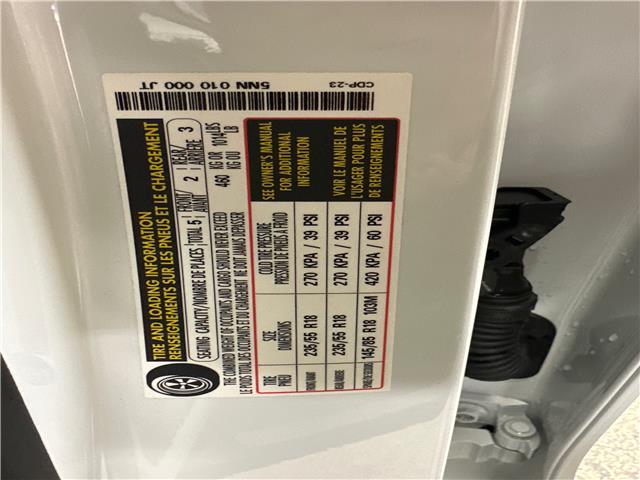 TIRE AND LOADING INFORMATION
RENSEIGNEMENTS SUR LES PNEUS ET LE CHARGEMENT
SEATING CAPACITY/NOMBRE DE PLACES TOTAL 5 FRONT/AVANT 2 REAR/ARRIÈRE 3
THE COMBINED WEIGHT OF OCCUPANTS AND CARGO SHOULD NEVER EXCEED
LE POIDS TOTAL DES OCCUPANTS ET DU CHARGEMENT NE DOIT JAMAIS DÉPASSER
460 KG OR KG OU 1014 LBS LB
TIRE PNEU SIZE DIMENSIONS COLD TIRE PRESSURE PRESSION DE PNEUS À FROID
FRONT/AVANT 235/55 R18 270 KPA / 39 PSI
REAR/ARRIÈRE 235/55 R18 270 KPA / 39 PSI
145/85 R18 103M 420 KPA / 60 PSI
SEE OWNER'S MANUAL
FOR ADDITIONAL
INFORMATION
VOIR LE MANUEL DE
L'USAGER POUR PLUS
DE RENSEIGNEMENTS
5NN 010 000 JT
CDP-23